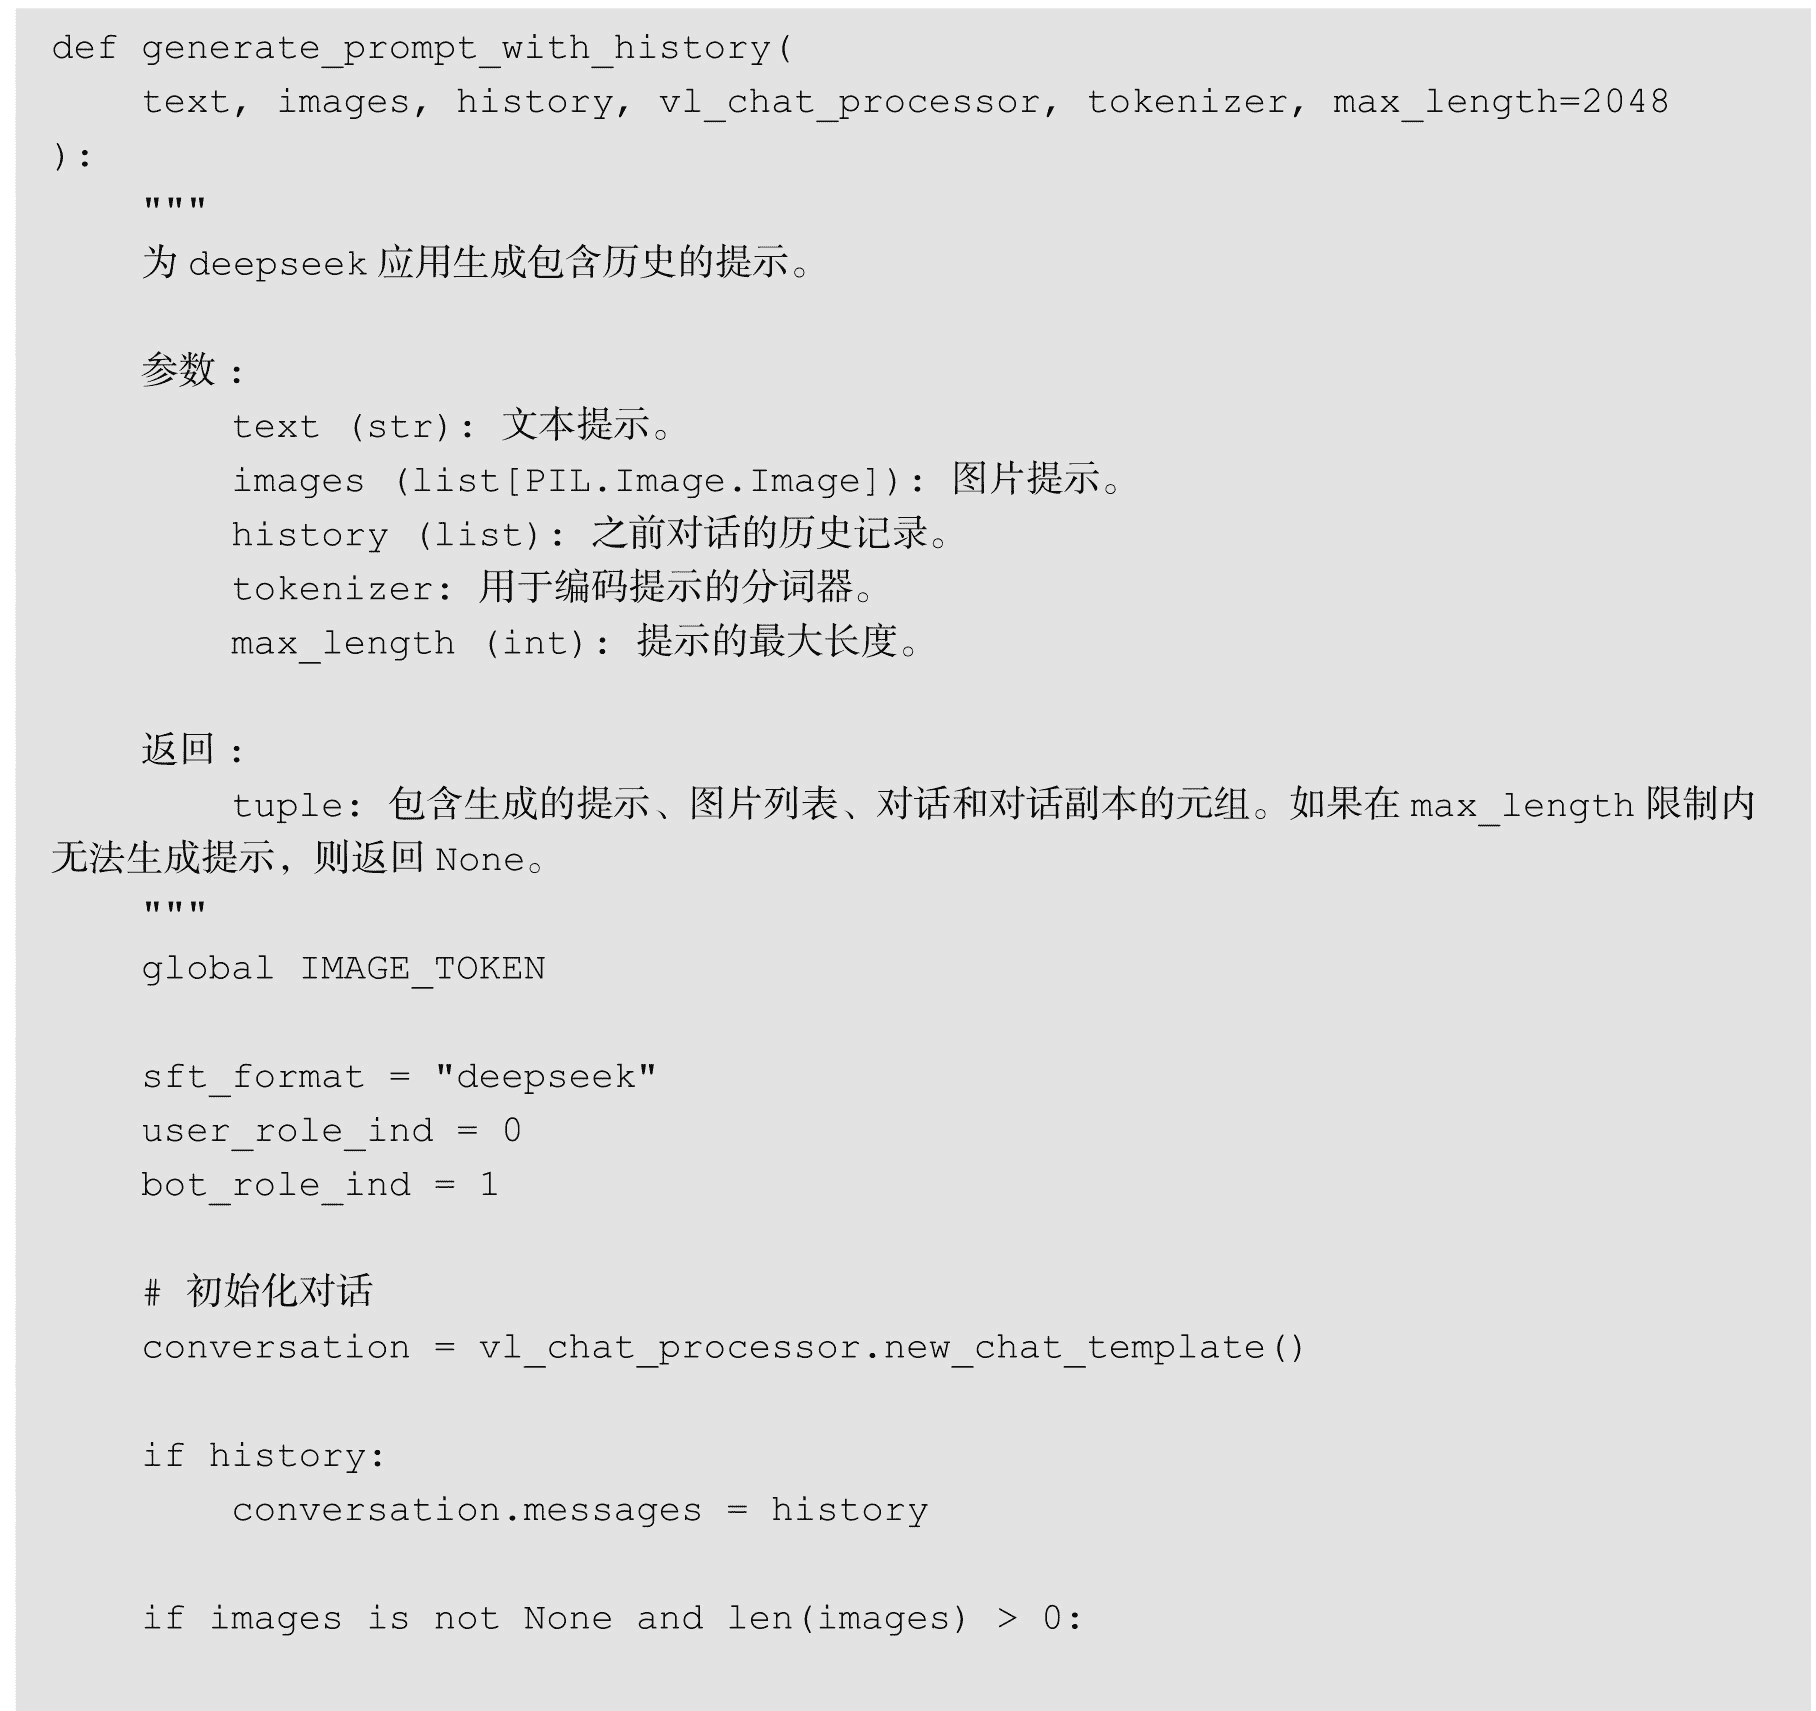 def generate_prompt_with_history(
    text, images, history, vl_chat_processor, tokenizer, max_length=2048
):
    """
    为 deepseek 应用生成包含历史的提示。

    参数：
        text (str): 文本提示。
        images (list[PIL.Image.Image]): 图片提示。
        history (list): 之前对话的历史记录。
        tokenizer: 用于编码提示的分词器。
        max_length (int): 提示的最大长度。

    返回：
        tuple: 包含生成的提示、图片列表、对话和对话副本的元组。如果在 max_length 限制内
无法生成提示，则返回 None。
    """
    global IMAGE_TOKEN

    sft_format = "deepseek"
    user_role_ind = 0
    bot_role_ind = 1

    # 初始化对话
    conversation = vl_chat_processor.new_chat_template()

    if history:
        conversation.messages = history

    if images is not None and len(images) > 0: